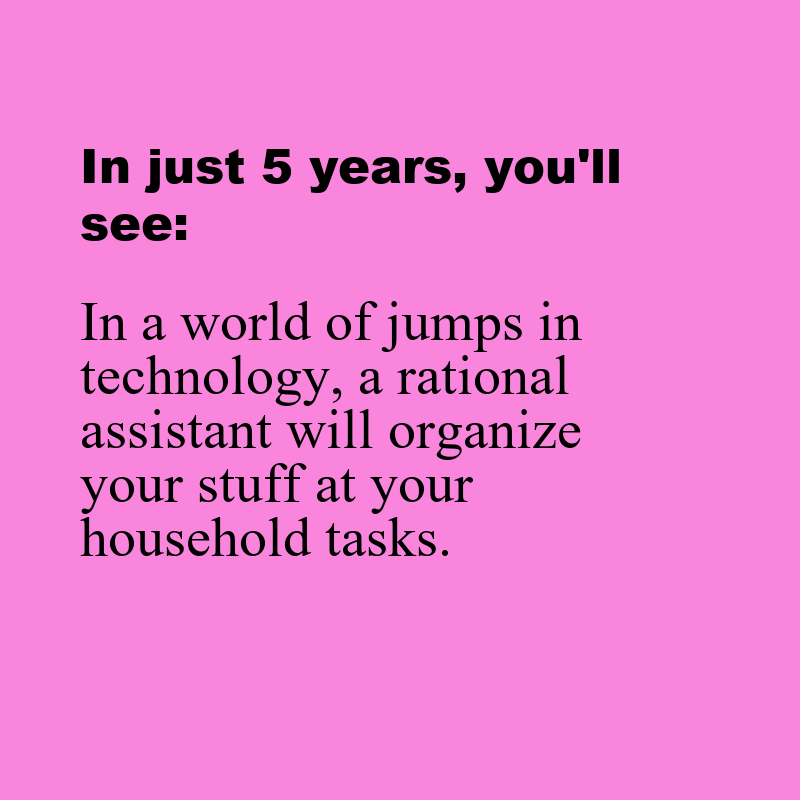 In just 5 years, you'll
see:
In a world of jumps in
technology, a rational
assistant will organize
your stuff at your
household tasks.